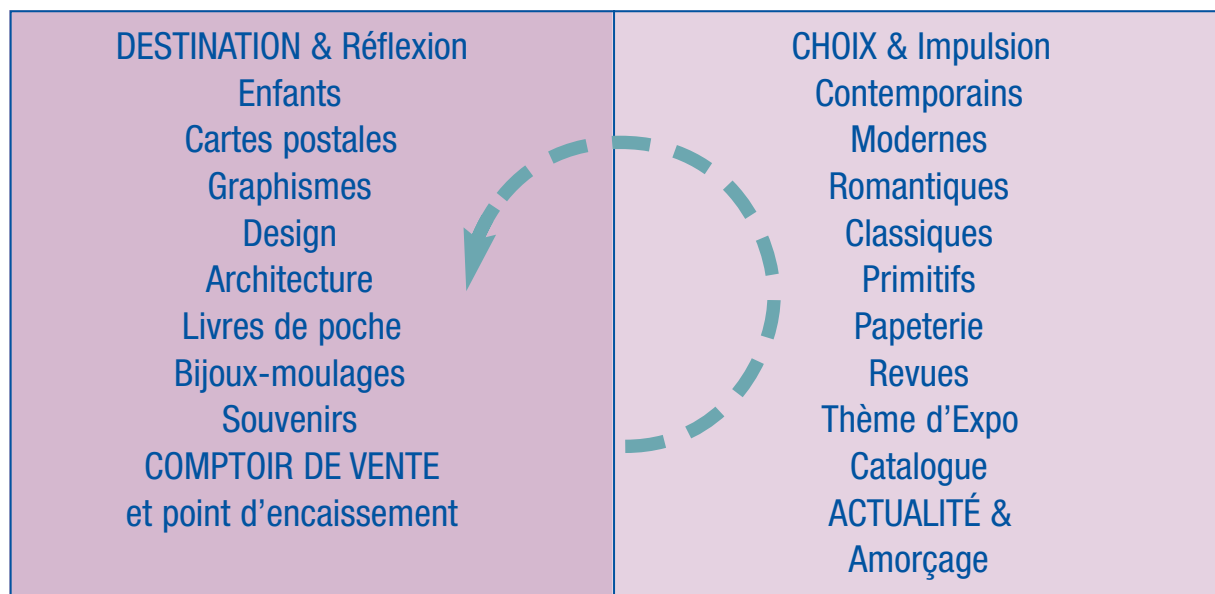 DESTINATION & Réflexion
Enfants
Cartes postales
Graphismes
Design
Architecture
Livres de poche
Bijoux-moulages
Souvenirs
COMPTOIR DE VENTE
et point d’encaissement
CHOIX & Impulsion
Contemporains
Modernes
Romantiques
Classiques
Primitifs
Papeterie
Revues
Thème d’Expo
Catalogue
ACTUALITÉ &
Amorçage